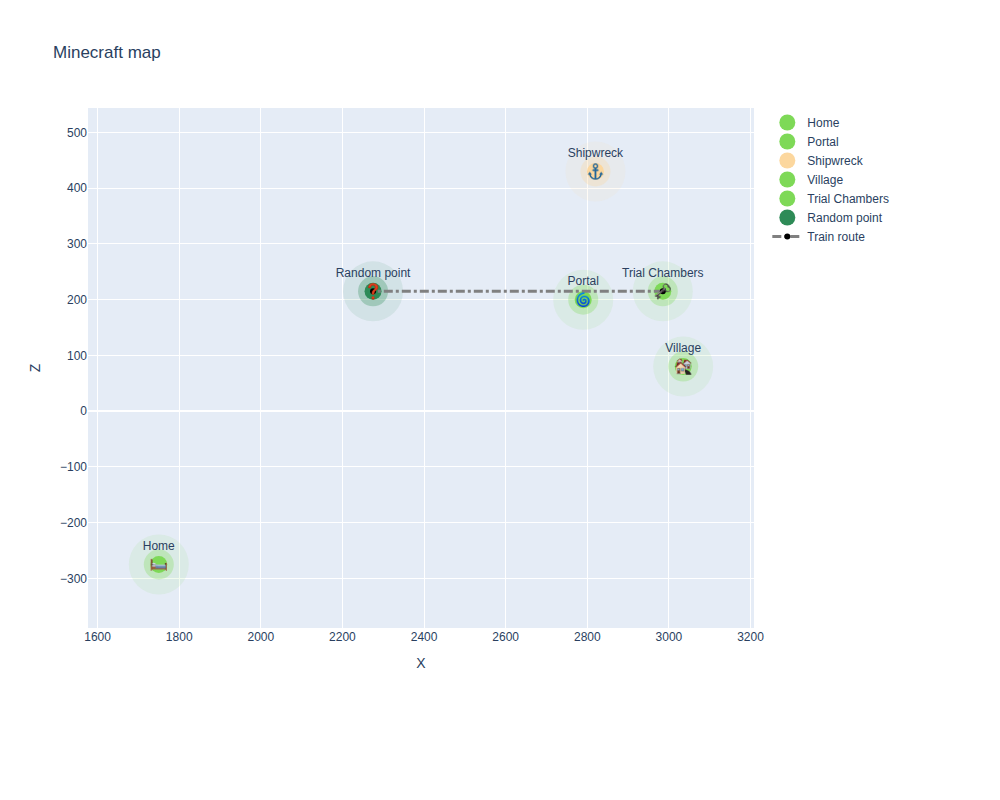 Minecraft map
Home
Portal
Shipwreck
Village
Trial Chambers
Random point
Train route
500
400
300
200
100
0
−100
−200
−300
Z
Shipwreck
Random point
Portal
Trial Chambers
Village
Home
1600 1800 2000 2200 2400 2600 2800 3000 3200
X